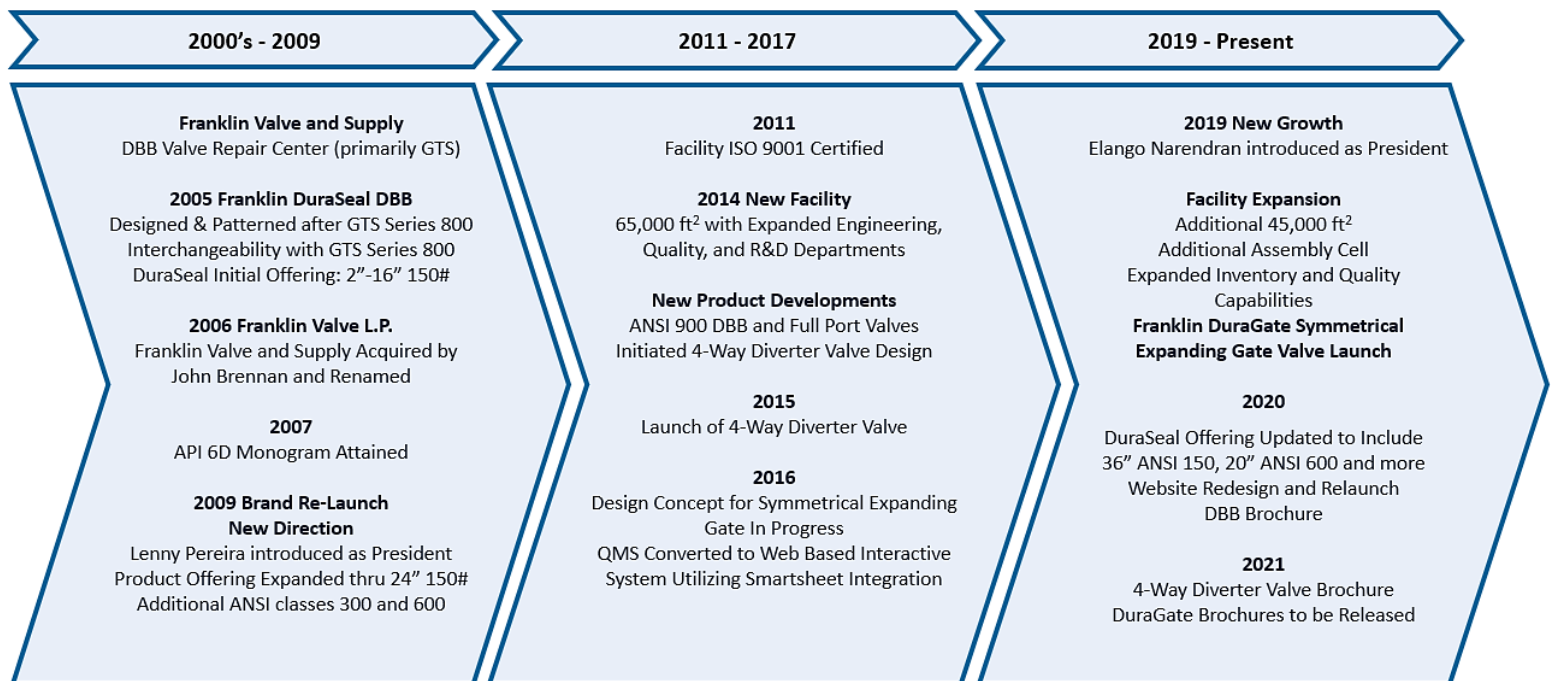 2000’s - 2009
Franklin Valve and Supply
DBB Valve Repair Center (primarily GTS)
2005 Franklin DuraSeal DBB
Designed & Patterned after GTS Series 800
Interchangeability with GTS Series 800
DuraSeal Initial Offering: 2”-16” 150#
2006 Franklin Valve L.P.
Franklin Valve and Supply Acquired by
John Brennan and Renamed
2007
API 6D Monogram Attained
2009 Brand Re-Launch
New Direction
Lenny Pereira introduced as President
Product Offering Expanded thru 24” 150#
Additional ANSI classes 300 and 600
2011 - 2017
2011
Facility ISO 9001 Certified
2014 New Facility
65,000 ft² with Expanded Engineering,
Quality, and R&D Departments
New Product Developments
ANSI 900 DBB and Full Port Valves
Initiated 4-Way Diverter Valve Design
2015
Launch of 4-Way Diverter Valve
2016
Design Concept for Symmetrical Expanding
Gate In Progress
QMS Converted to Web Based Interactive
System Utilizing Smartsheet Integration
2019 - Present
2019 New Growth
Elango Narendran introduced as President
Facility Expansion
Additional 45,000 ft²
Additional Assembly Cell
Expanded Inventory and Quality
Capabilities
Franklin DuraGate Symmetrical
Expanding Gate Valve Launch
2020
DuraSeal Offering Updated to Include
36” ANSI 150, 20” ANSI 600 and more
Website Redesign and Relaunch
DBB Brochure
2021
4-Way Diverter Valve Brochure
DuraGate Brochures to be Released